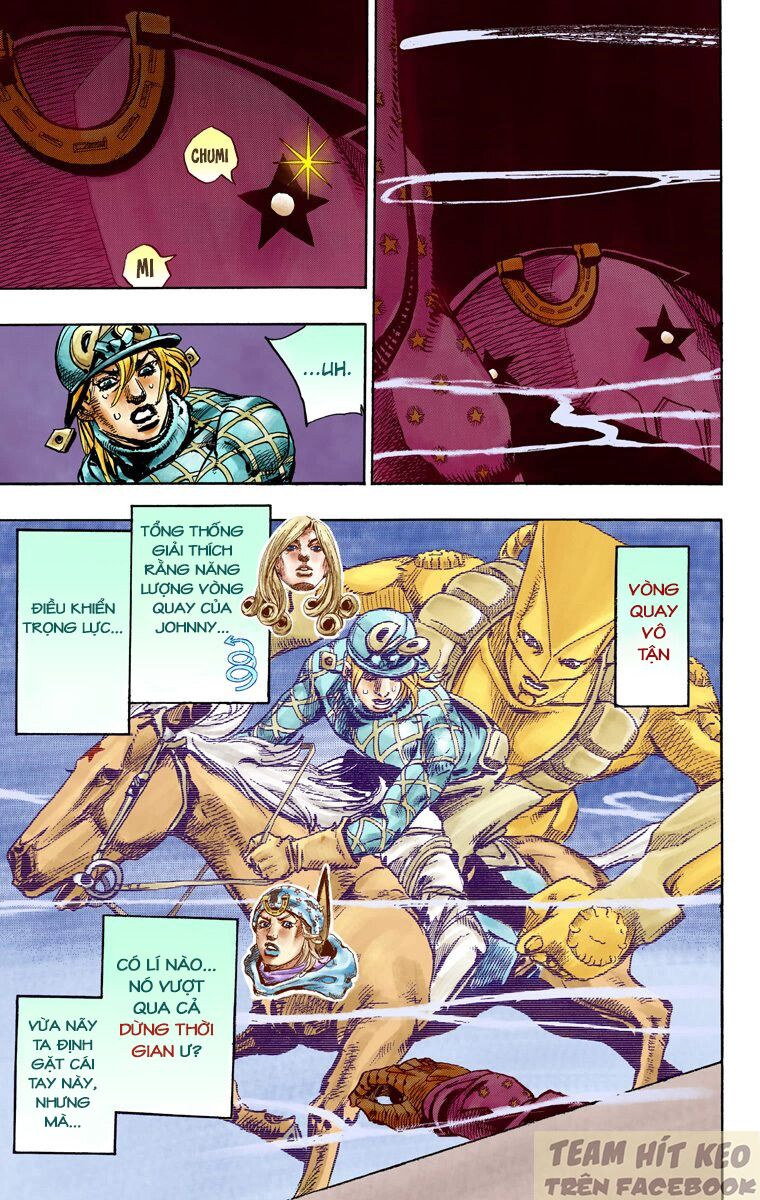 CHUMI
MI
...UH.
VÒNG
QUAY
VÔ
TẬN
TỔNG THỐNG
GIẢI THÍCH
RẰNG NĂNG
LƯỢNG VÒNG
QUAY CỦA
JOHNNY...
ĐIỀU KHIỂN
TRỌNG LỰC...
CÓ LÍ NÀO...
NÓ VƯỢT
QUA CẢ
DỪNG THỜI
GIAN Ư?
VỪA NÃY
TA ĐỊNH
GẶT CÁI
TAY NÀY,
NHƯNG
MÀ...
TEAM HÍT KEO
TRÊN FACEBOOK